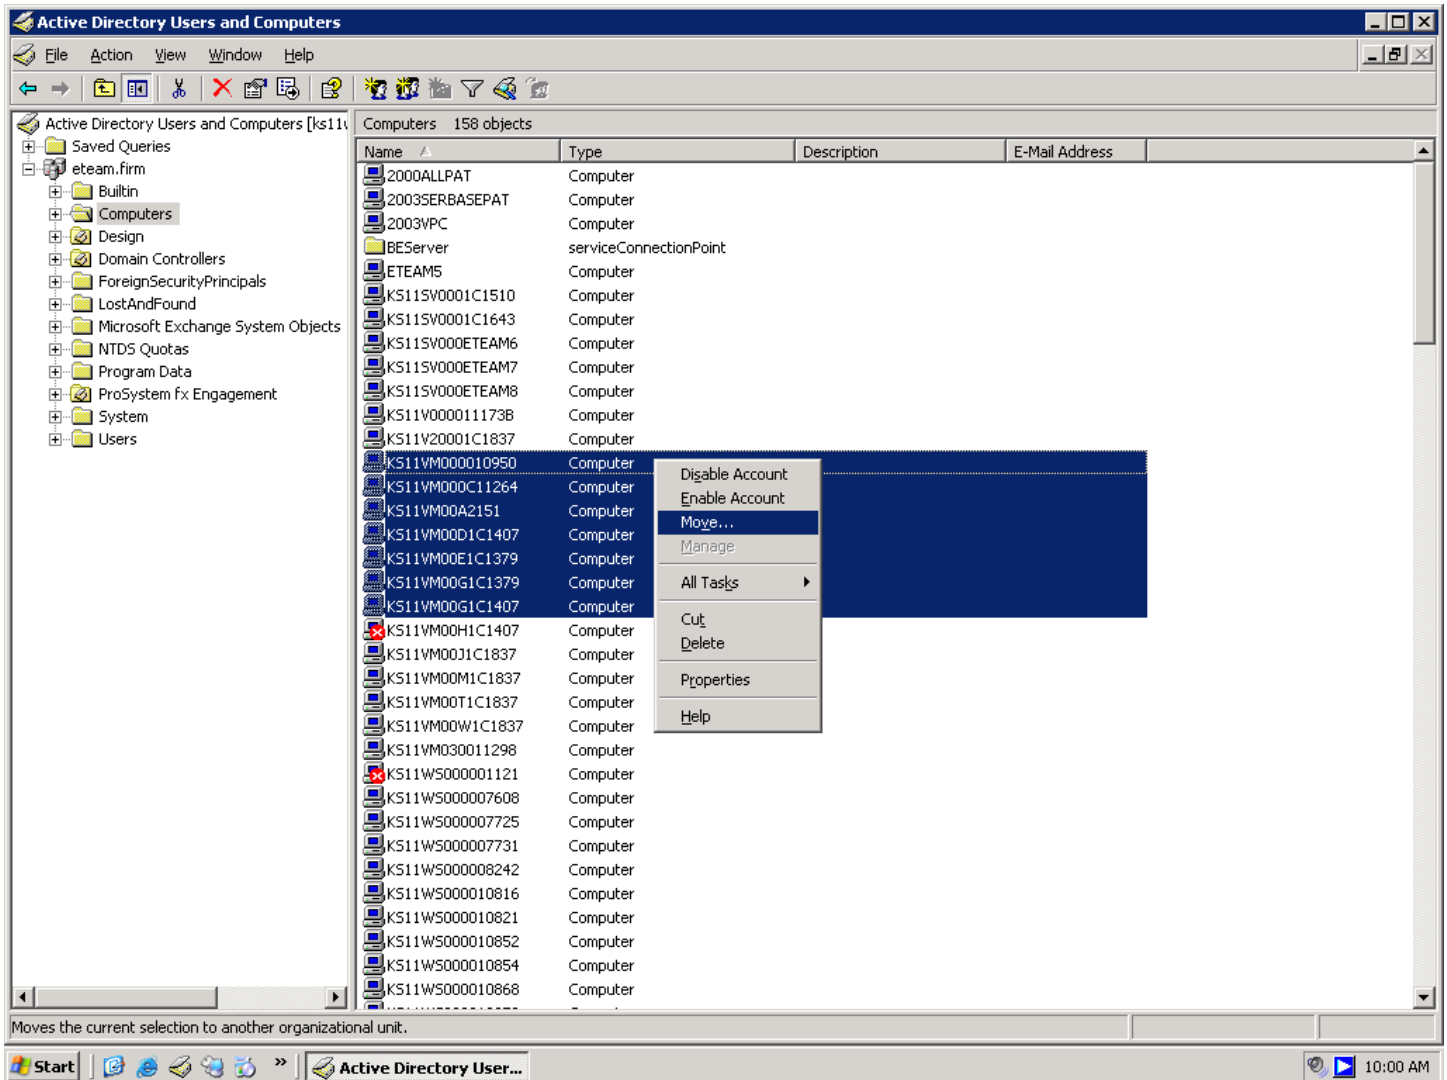 Active Directory Users and Computers
File Action View Window Help
Active Directory Users and Computers [ks11
Saved Queries
eteam.firm
Builtin
Computers
Design
Domain Controllers
ForeignSecurityPrincipals
LostAndFound
Microsoft Exchange System Objects
NTDS Quotas
Program Data
ProSystem fx Engagement
System
Users
Computers 158 objects
Name Type Description E-Mail Address
2000ALLPAT Computer
2003SERBASEPAT Computer
2003VPC Computer
BEServer serviceConnectionPoint
ETEAM5 Computer
KS11SV0001C1510 Computer
KS11SV0001C1643 Computer
KS11SV000ETEAM6 Computer
KS11SV000ETEAM7 Computer
KS11SV000ETEAM8 Computer
KS11V000011173B Computer
KS11V20001C1837 Computer
KS11VM000010950 Computer
KS11VM000C11264 Computer
KS11VM00A2151 Computer
KS11VM00D1C1407 Computer
KS11VM00E1C1379 Computer
KS11VM00G1C1379 Computer
KS11VM00G1C1407 Computer
KS11VM00H1C1407 Computer
KS11VM00J1C1837 Computer
KS11VM00M1C1837 Computer
KS11VM00T1C1837 Computer
KS11VM00W1C1837 Computer
KS11VM030011298 Computer
KS11WS000001121 Computer
KS11WS000007608 Computer
KS11WS000007725 Computer
KS11WS000007731 Computer
KS11WS000008242 Computer
KS11WS000010816 Computer
KS11WS000010821 Computer
KS11WS000010852 Computer
KS11WS000010854 Computer
KS11WS000010868 Computer
Disable Account
Enable Account
Move...
Manage
All Tasks
Cut
Delete
Properties
Help
Moves the current selection to another organizational unit.
Start
Active Directory User...
10:00 AM